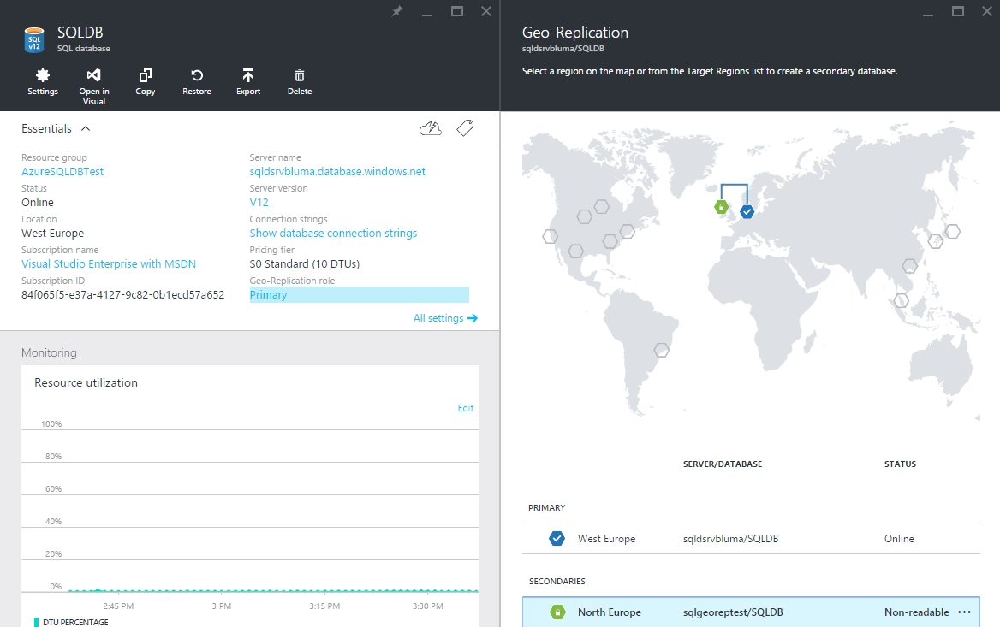 SQLDB
SQL database
SQL
v12
Settings
Open in Visual ...
Copy
Restore
Export
Delete
Essentials
Resource group
AzureSQLDBTest
Status
Online
Location
West Europe
Subscription name
Visual Studio Enterprise with MSDN
Subscription ID
84f065f5-e37a-4127-9c82-0b1ecd57a652
Server name
sqldsrvbluma.database.windows.net
Server version
V12
Connection strings
Show database connection strings
Pricing tier
S0 Standard (10 DTUs)
Geo-Replication role
Primary
All settings
Monitoring
Resource utilization
Edit
100%
80%
60%
40%
20%
0%
2:45 PM
3 PM
3:15 PM
3:30 PM
DTU PERCENTAGE
Geo-Replication
sqldsrvbluma/SQLDB
Select a region on the map or from the Target Regions list to create a secondary database.
SERVER/DATABASE STATUS
PRIMARY
West Europe sqldsrvbluma/SQLDB Online
SECONDARIES
North Europe sqlgeoreptest/SQLDB Non-readable ...